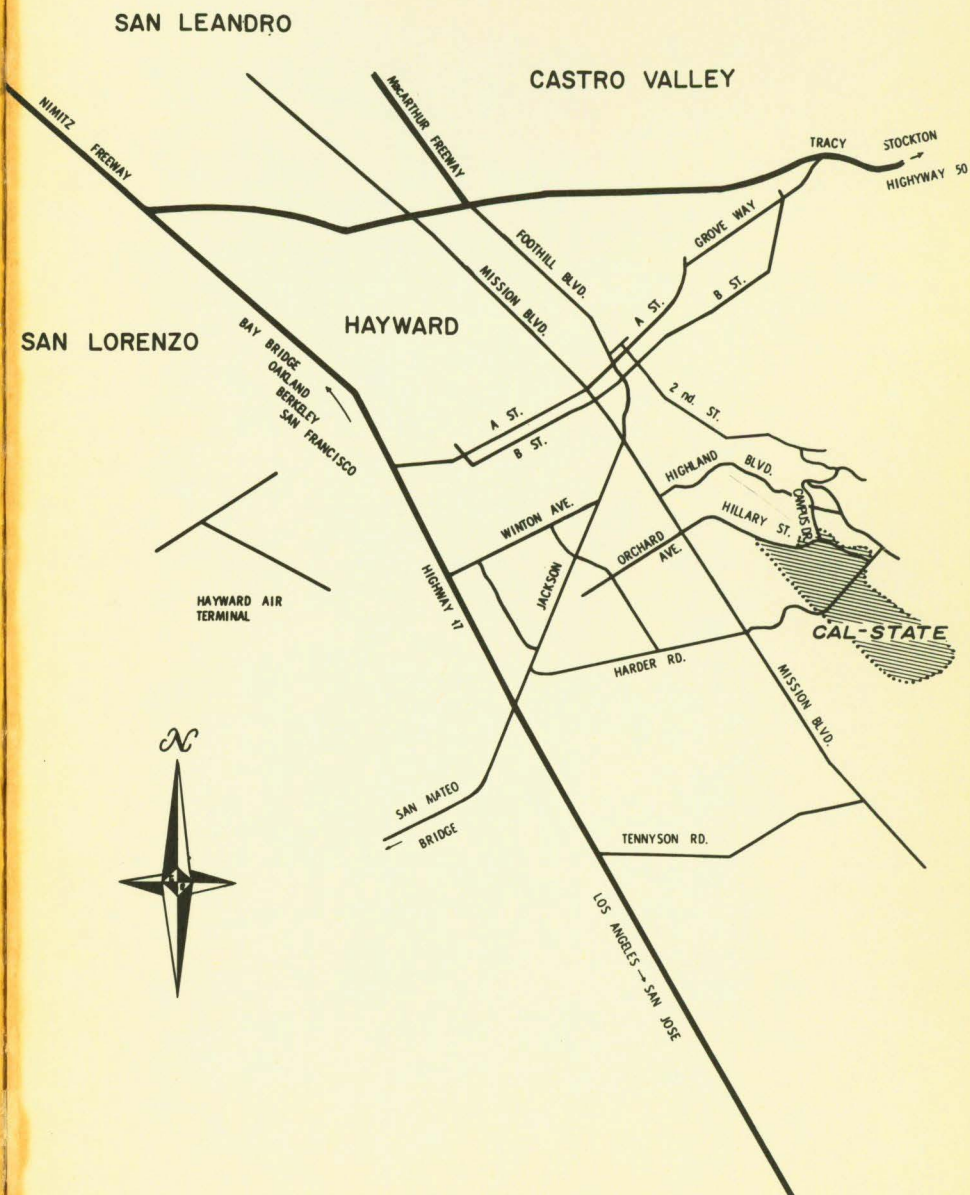 SAN LEANDRO
CASTRO VALLEY
NIMITZ
FREEWAY
MacARTHUR FREEWAY
TRACY
STOCKTON
→
HIGHYWAY 50
GROVE WAY
FOOTHILL BLVD.
MISSION BLVD.
A ST.
B ST.
SAN LORENZO
HAYWARD
BAY BRIDGE
OAKLAND
BERKELEY
SAN FRANCISCO
2 nd. ST.
A ST.
B ST.
HIGHLAND BLVD.
CAMPUS DR.
WINTON AVE.
HILLARY ST.
ORCHARD
AVE.
JACKSON
HIGHWAY 17
HAYWARD AIR
TERMINAL
CAL-STATE
HARDER RD.
MISSION BLVD.
N
SAN MATEO
← BRIDGE
TENNYSON RD.
LOS ANGELES → SAN JOSE